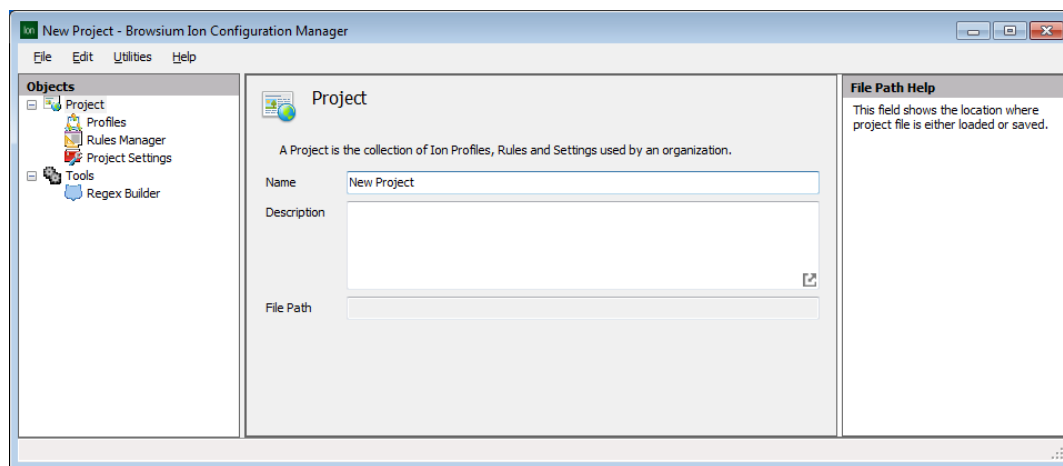 Ion New Project - Browsium Ion Configuration Manager
File Edit Utilities Help
Objects
Project
Profiles
Rules Manager
Project Settings
Tools
Regex Builder
Project
A Project is the collection of Ion Profiles, Rules and Settings used by an organization.
Name New Project
Description
File Path
File Path Help
This field shows the location where
project file is either loaded or saved.